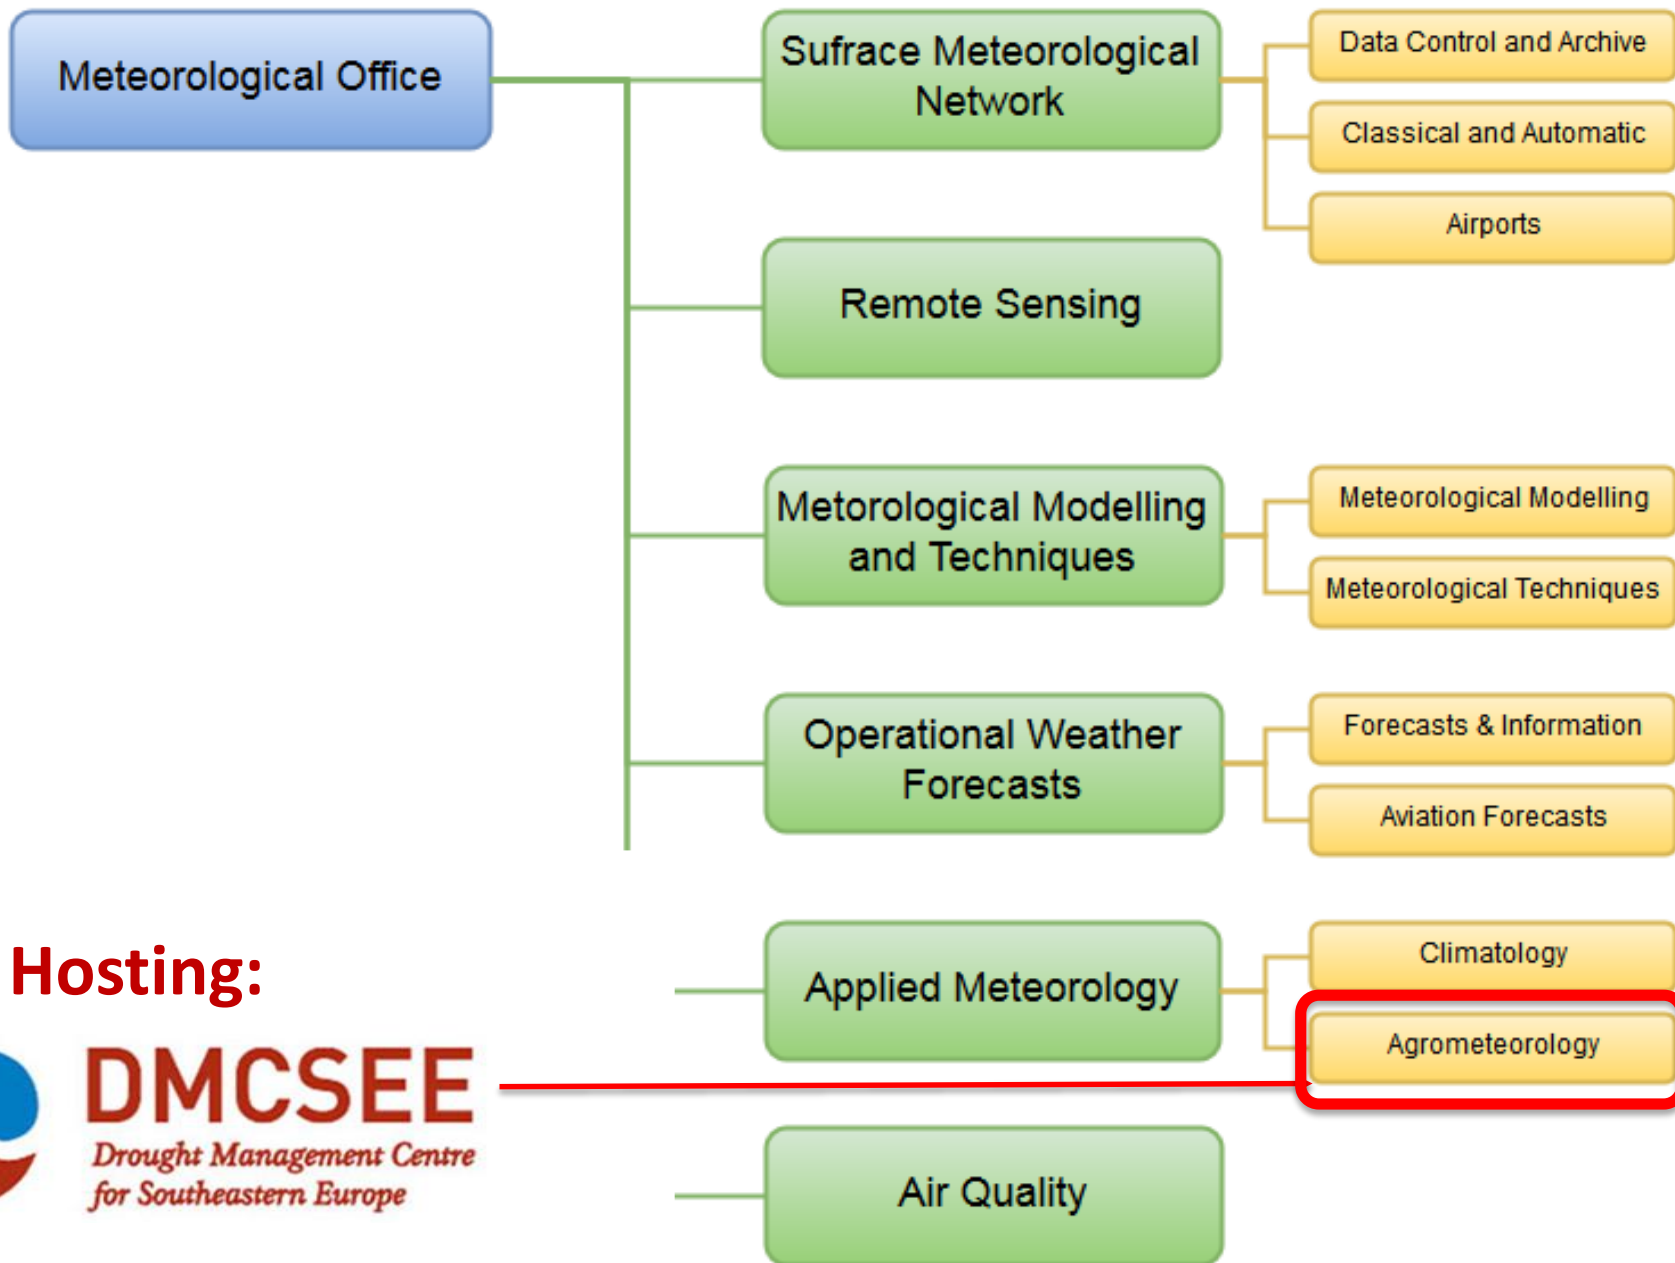 Meteorological Office
Sufrace Meteorological
Network
Data Control and Archive
Classical and Automatic
Airports
Remote Sensing
Metorological Modelling
and Techniques
Meteorological Modelling
Meteorological Techniques
Operational Weather
Forecasts
Forecasts & Information
Aviation Forecasts
Applied Meteorology
Climatology
Agrometeorology
Air Quality
Hosting:
DMCSEE
Drought Management Centre
for Southeastern Europe